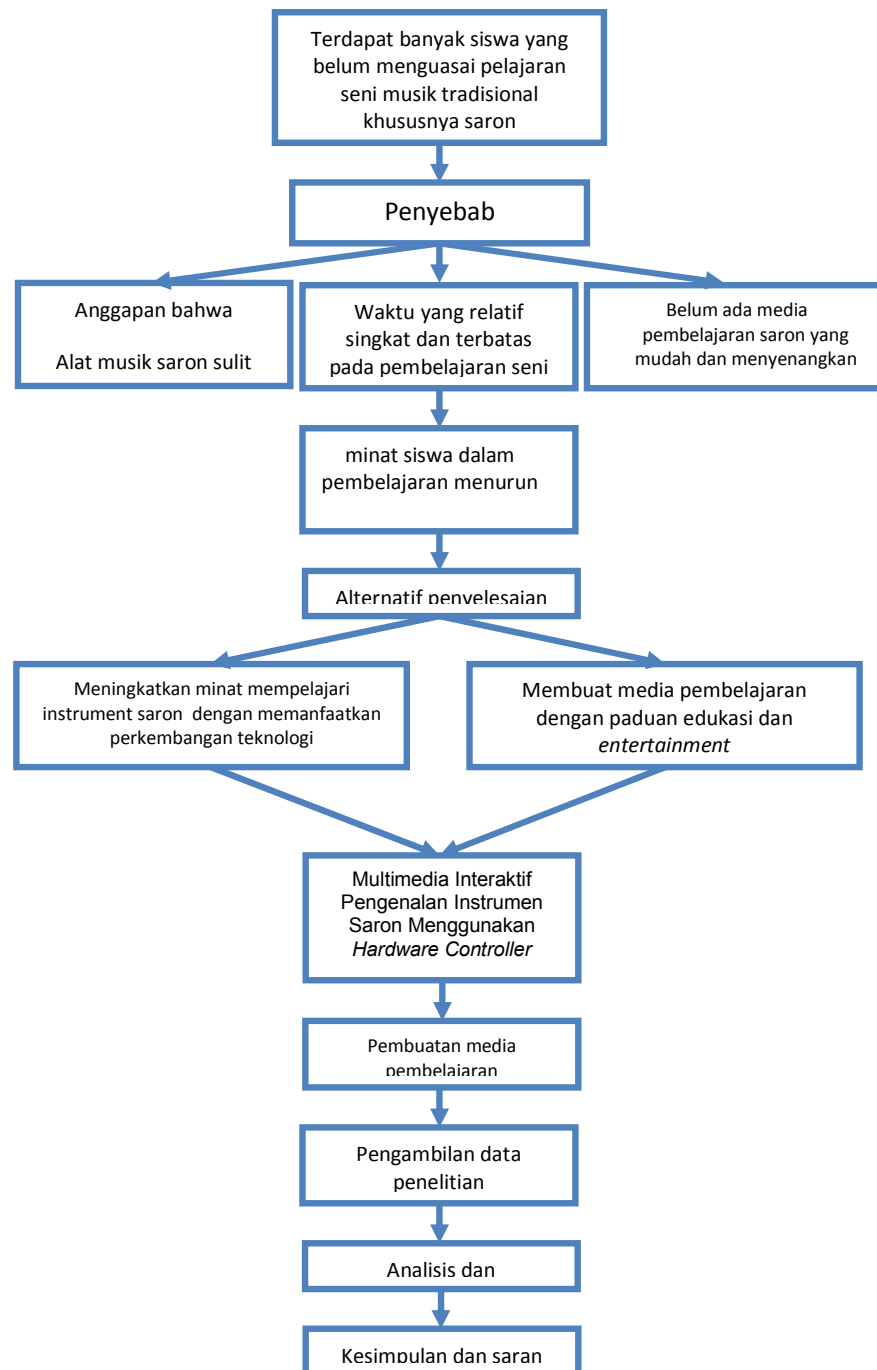 Terdapat banyak siswa yang
belum menguasai pelajaran
seni musik tradisional
khususnya saron
Penyebab
Anggapan bahwa
Alat musik saron sulit
Waktu yang relatif
singkat dan terbatas
pada pembelajaran seni
Belum ada media
pembelajaran saron yang
mudah dan menyenangkan
minat siswa dalam
pembelajaran menurun
Alternatif penyelesaian
Meningkatkan minat mempelajari
instrument saron dengan memanfaatkan
perkembangan teknologi
Membuat media pembelajaran
dengan paduan edukasi dan
entertainment
Multimedia Interaktif
Pengenalan Instrumen
Saron Menggunakan
Hardware Controller
Pembuatan media
pembelajaran
Pengambilan data
penelitian
Analisis dan
Kesimpulan dan saran